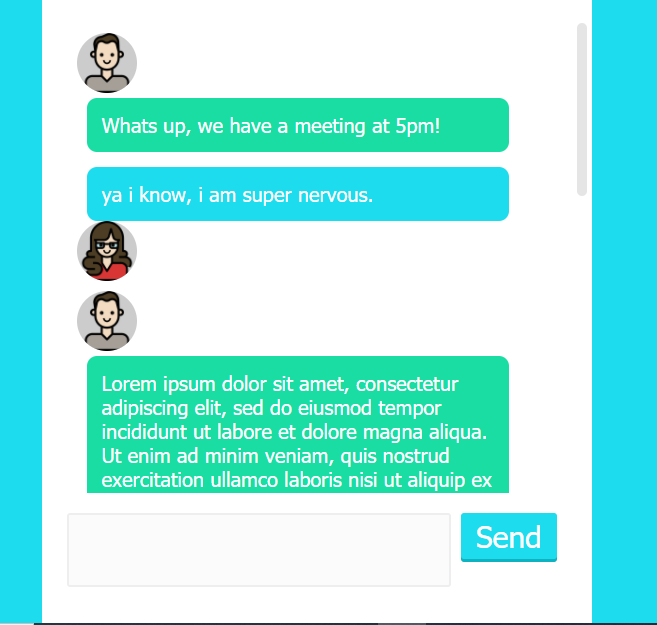 Whats up, we have a meeting at 5pm!
ya i know, i am super nervous.
Lorem ipsum dolor sit amet, consectetur
adipiscing elit, sed do eiusmod tempor
incididunt ut labore et dolore magna aliqua.
Ut enim ad minim veniam, quis nostrud
exercitation ullamco laboris nisi ut aliquip ex
Send